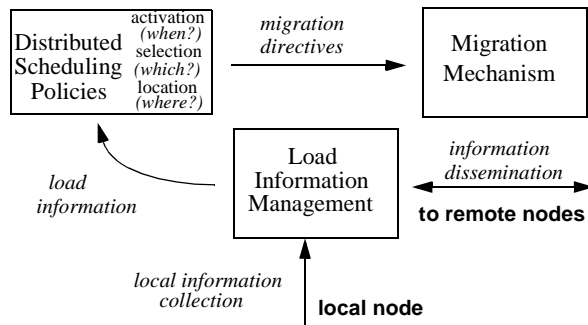 Distributed
Scheduling
Policies
activation
(when?)
selection
(which?)
location
(where?)
migration
directives
Migration
Mechanism
load
information
Load
Information
Management
information
dissemination
to remote nodes
local information
collection
local node